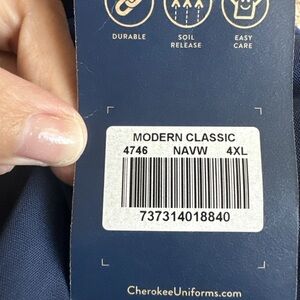 DURABLE SOIL RELEASE EASY CARE
MODERN CLASSIC
4746 NAVW 4XL
737314018840
CherokeeUniforms.com